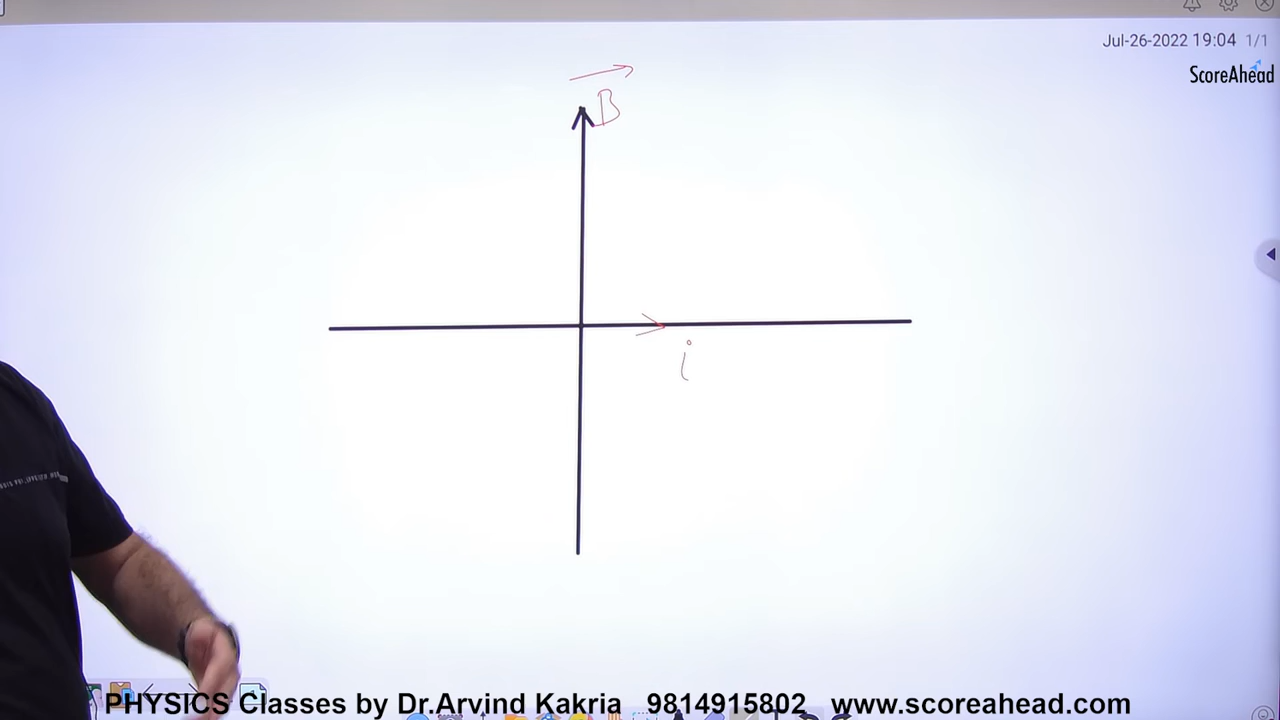 Jul-26-2022 19:04 1/1
ScoreAhead
B
i
PHYSICS Classes by Dr.Arvind Kakria 9814915802 www.scoreahead.com